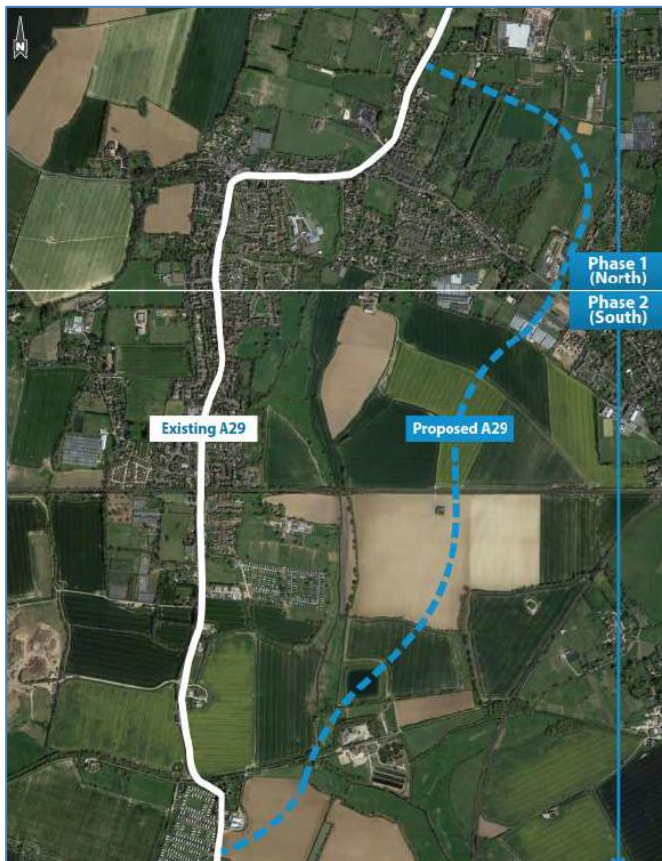 N
Phase 1
(North)
Phase 2
(South)
Existing A29
Proposed A29